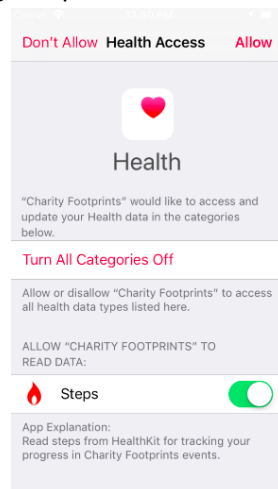 Don't Allow Health Access Allow
Health
“Charity Footprints” would like to access and
update your Health data in the categories
below.
Turn All Categories Off
Allow or disallow “Charity Footprints” to access
all health data types listed here.
ALLOW “CHARITY FOOTPRINTS” TO
READ DATA:
Steps
App Explanation:
Read steps from HealthKit for tracking your
progress in Charity Footprints events.